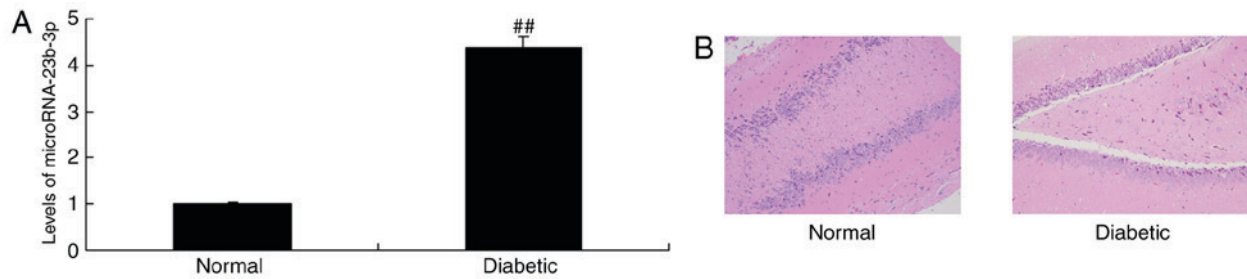 A
Levels of microRNA-23b-3p
5
4
3
2
1
0
##
Normal
Diabetic
B
Normal
Diabetic